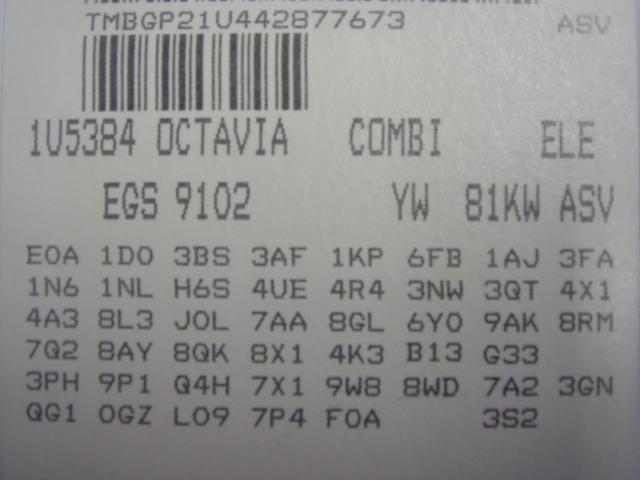 TMBGP21U442877673 ASV
1U5384 OCTAVIA COMBI ELE
EGS 9102 YW 81KW ASV
E0A 1D0 3BS 3AF 1KP 6FB 1AJ 3FA
1N6 1NL H6S 4UE 4R4 3NW 3QT 4X1
4A3 8L3 J0L 7AA 8GL 6Y0 9AK 8RM
7Q2 8AY 8QK 8X1 4K3 B13 G33
3PH 9P1 Q4H 7X1 9W8 8WD 7A2 3GN
QG1 0GZ L09 7P4 F0A 3S2